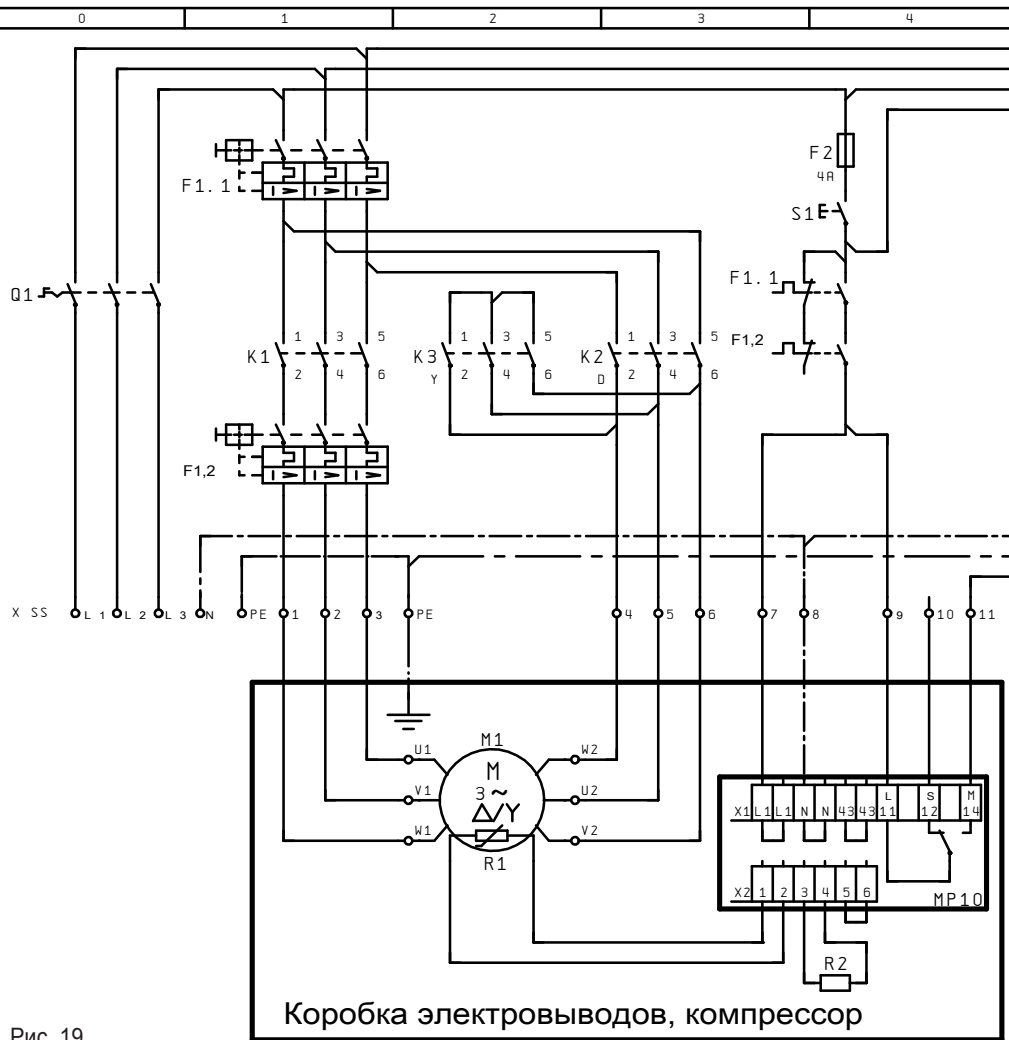 0 1 2 3 4
F2
4A
F1. 1
S1
Q1
F1. 1
1 3 5
K1
2 4 6
1 3 5
K3
Y
2 4 6
1 3 5
K2
D
2 4 6
F1,2
F1,2
X SS L 1 L 2 L 3 N PE 1 2 3 PE 4 5 6 7 8 9 10 11
M1
U1 W2
M
3 ~
V1 U2
Δ/Y
W1 V2
R1
L S M
X1 L1 L1 N N 43 43 11 12 14
X2 1 2 3 4 5 6
MP10
R2
Коробка электровыводов, компрессор
Рис. 19